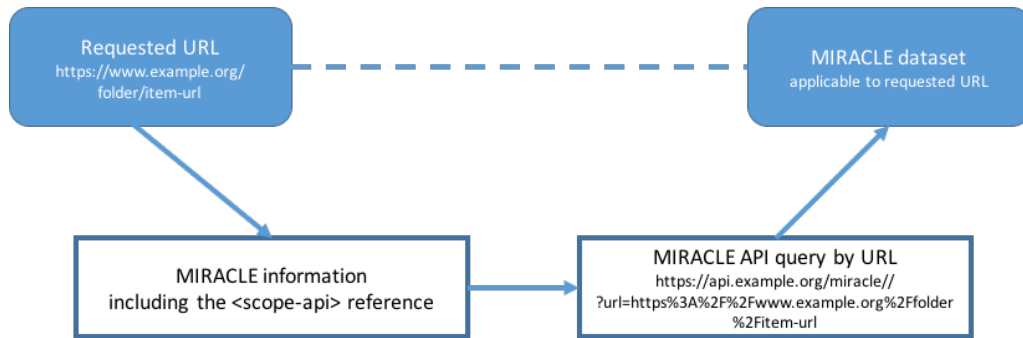 Requested URL
https://www.example.org/
folder/item-url
MIRACLE dataset
applicable to requested URL
MIRACLE information
including the <scope-api> reference
MIRACLE API query by URL
https://api.example.org/miracle//
?url=https%3A%2F%2Fwww.example.org%2Ffolder
%2Fitem-url